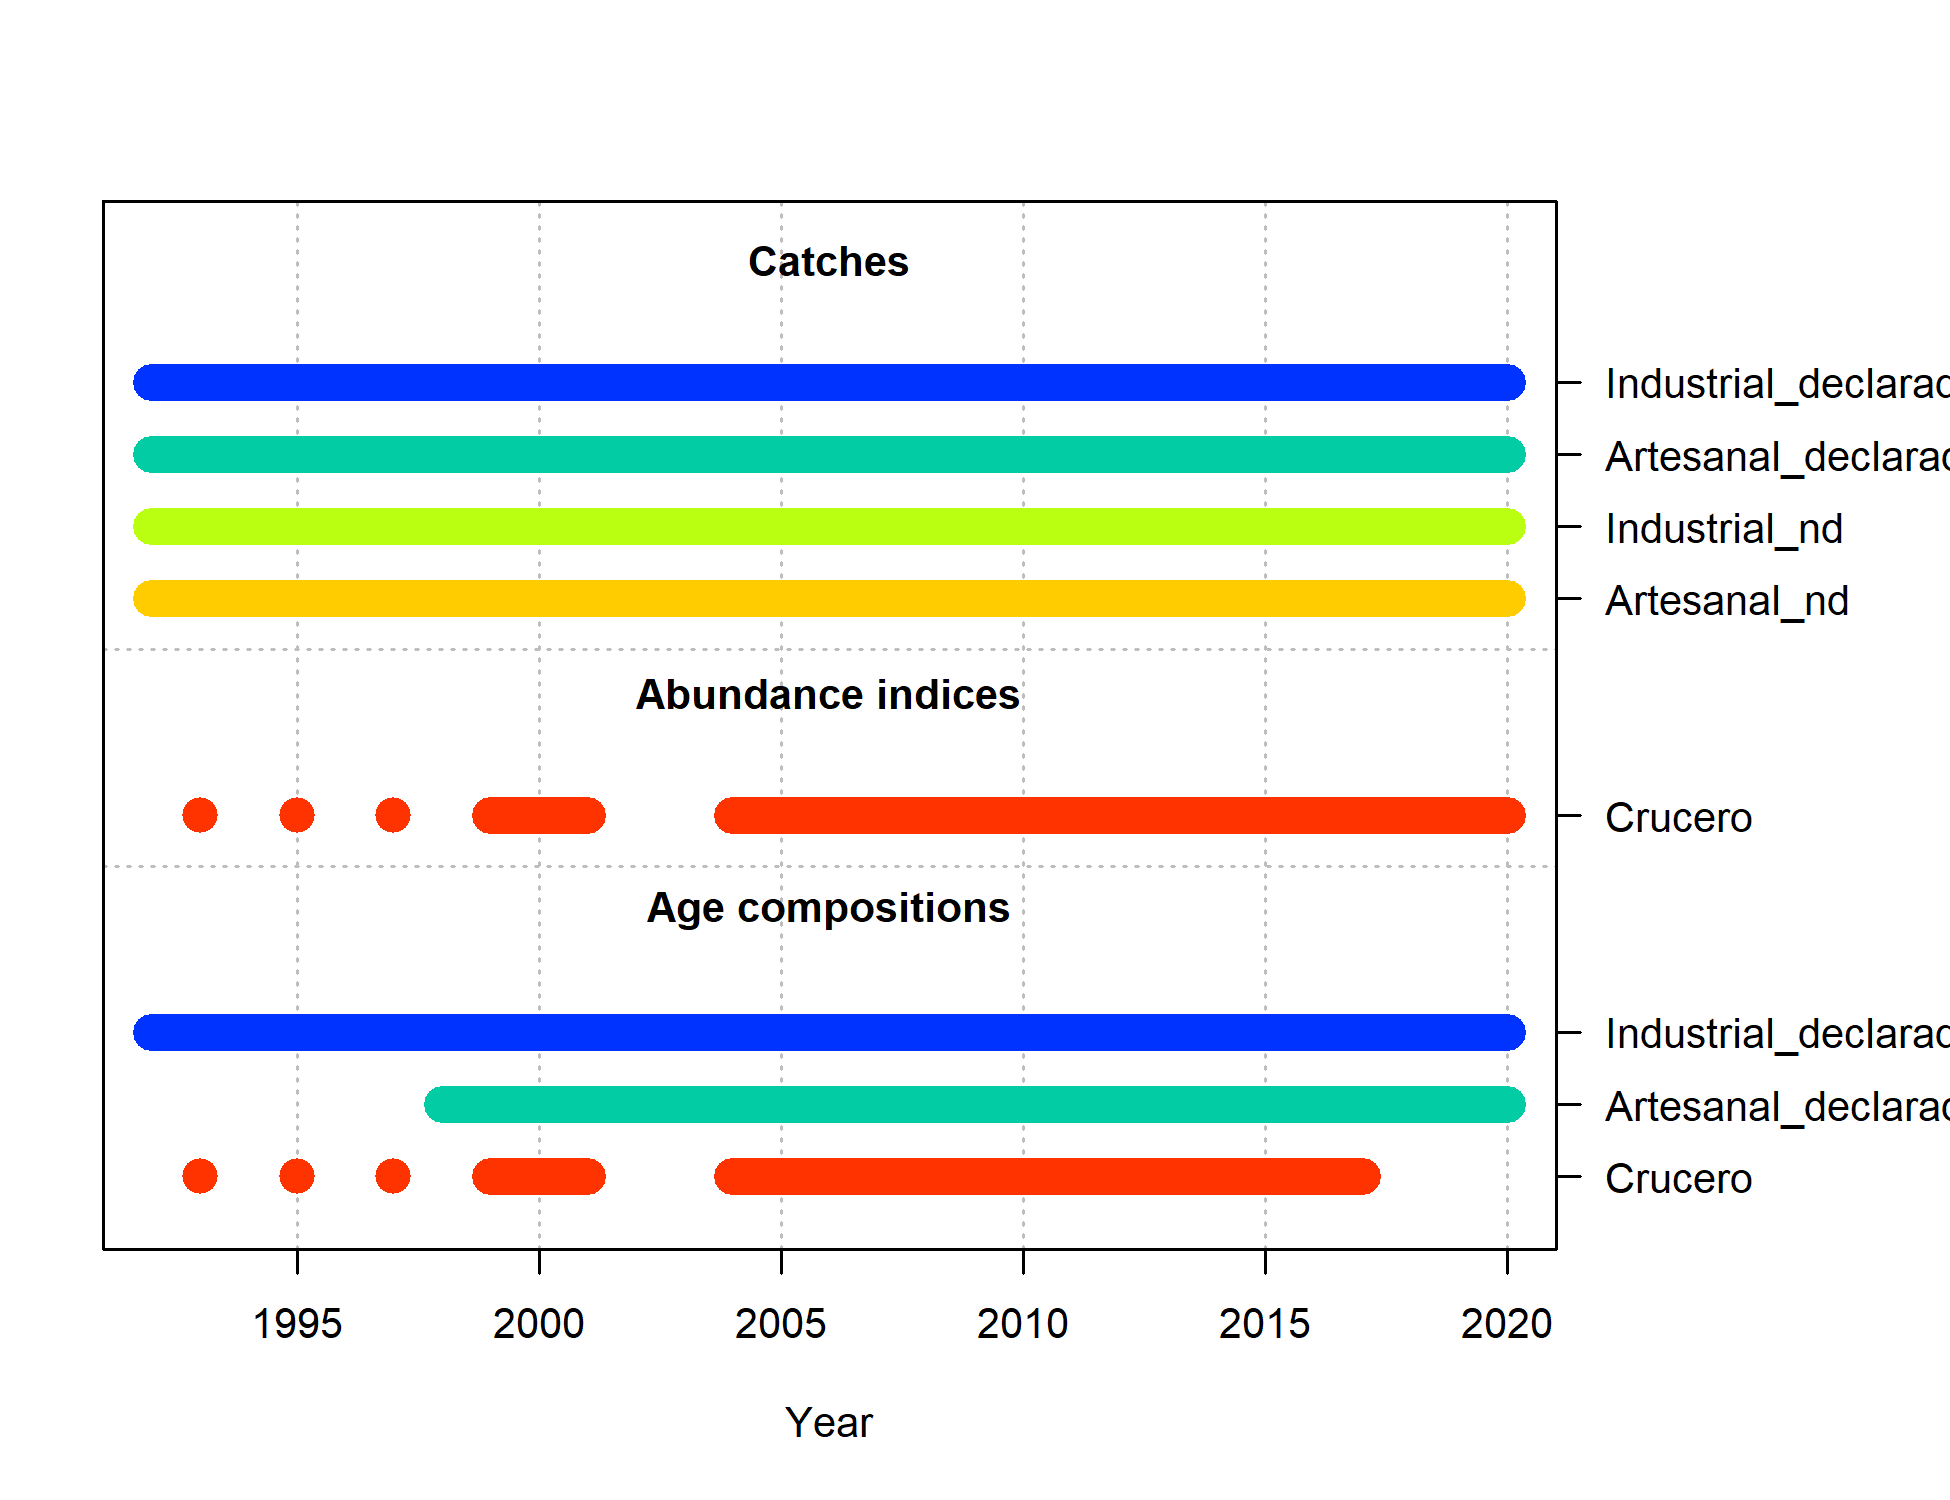 Catches
Industrial_declarac
Artesanal_declarac
Industrial_nd
Artesanal_nd
Abundance indices
Crucero
Age compositions
Industrial_declarac
Artesanal_declarac
Crucero
1995 2000 2005 2010 2015 2020
Year